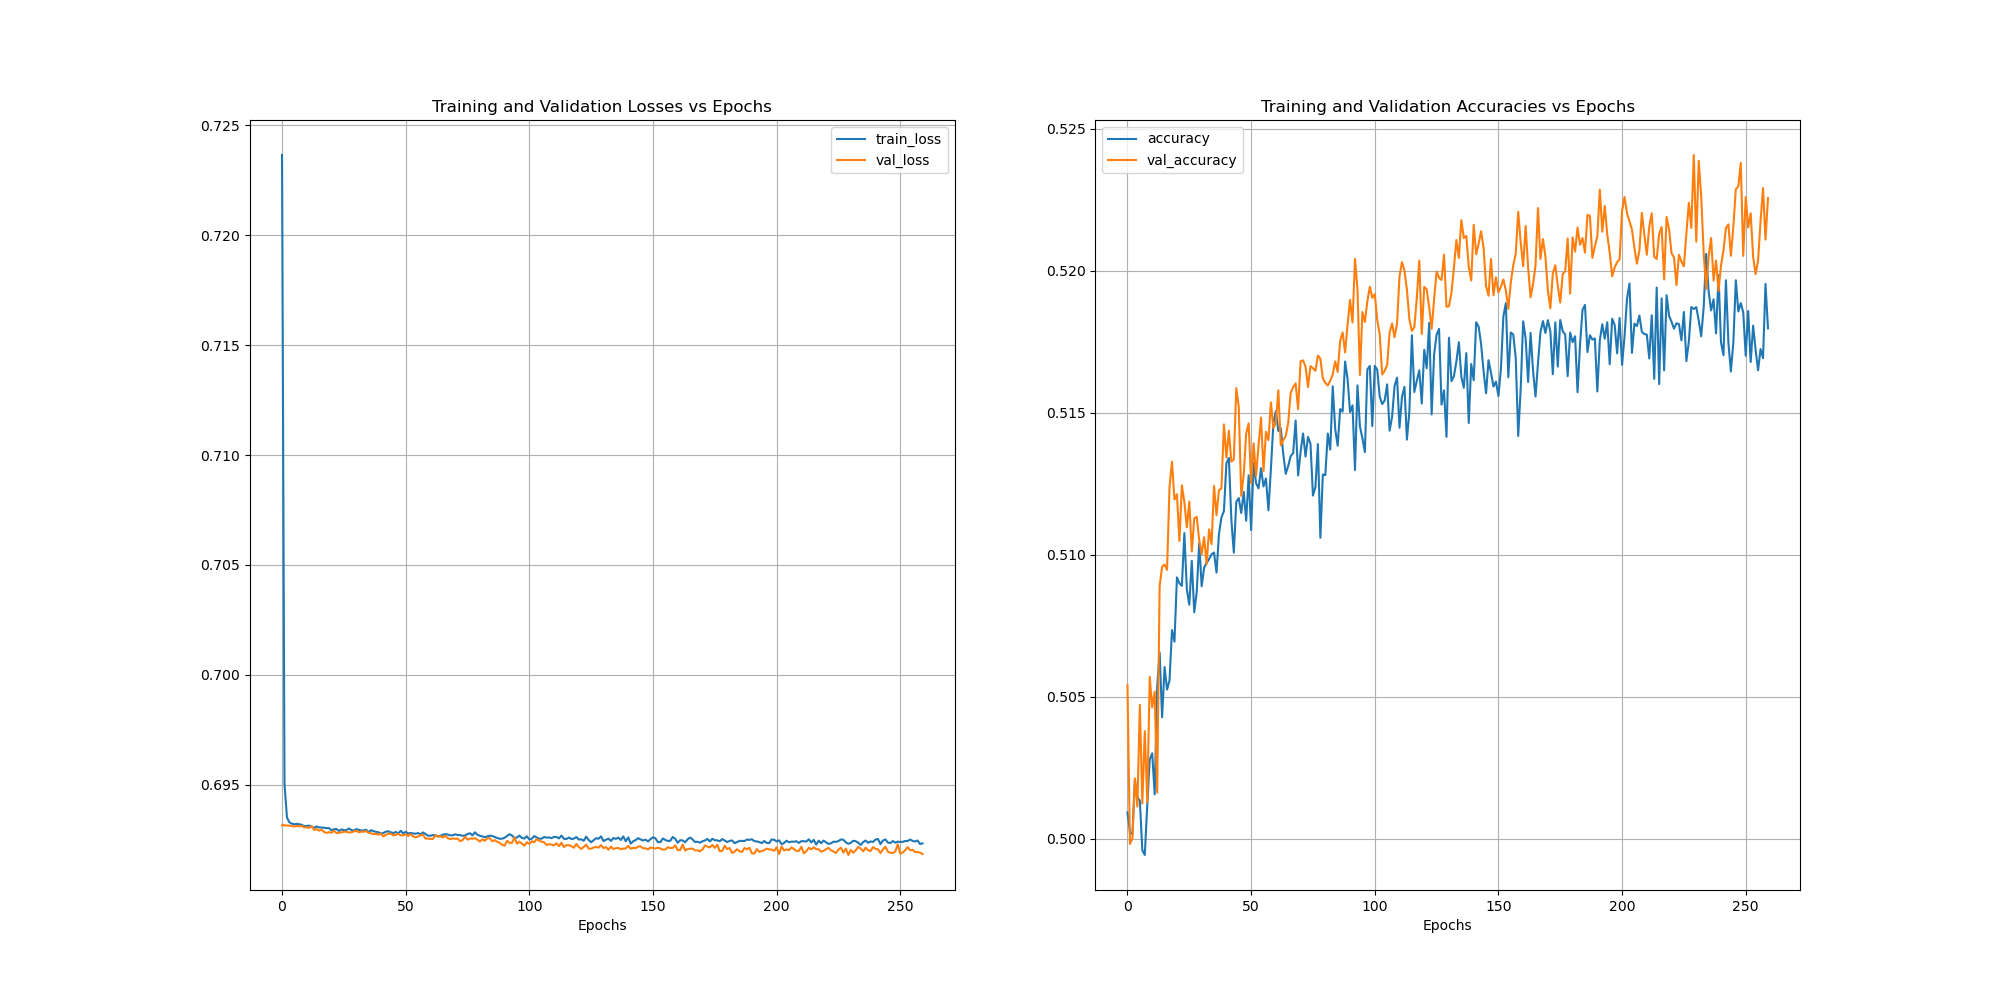 Training and Validation Losses vs Epochs
0.725
0.720
0.715
0.710
0.705
0.700
0.695
train_loss
val_loss
0 50 100 150 200 250
Epochs
Training and Validation Accuracies vs Epochs
0.525
0.520
0.515
0.510
0.505
0.500
accuracy
val_accuracy
0 50 100 150 200 250
Epochs